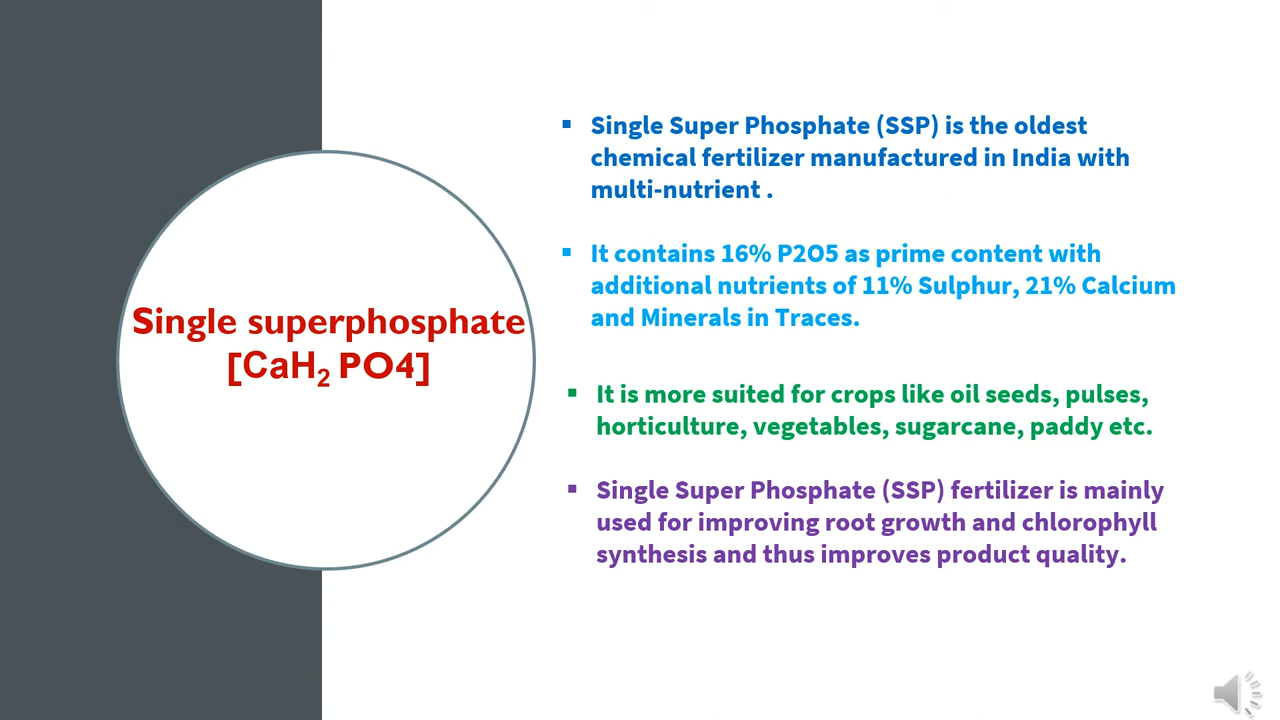 Single superphosphate
[CaH₂ PO4]
▪ Single Super Phosphate (SSP) is the oldest
chemical fertilizer manufactured in India with
multi-nutrient .
▪ It contains 16% P2O5 as prime content with
additional nutrients of 11% Sulphur, 21% Calcium
and Minerals in Traces.
▪ It is more suited for crops like oil seeds, pulses,
horticulture, vegetables, sugarcane, paddy etc.
▪ Single Super Phosphate (SSP) fertilizer is mainly
used for improving root growth and chlorophyll
synthesis and thus improves product quality.